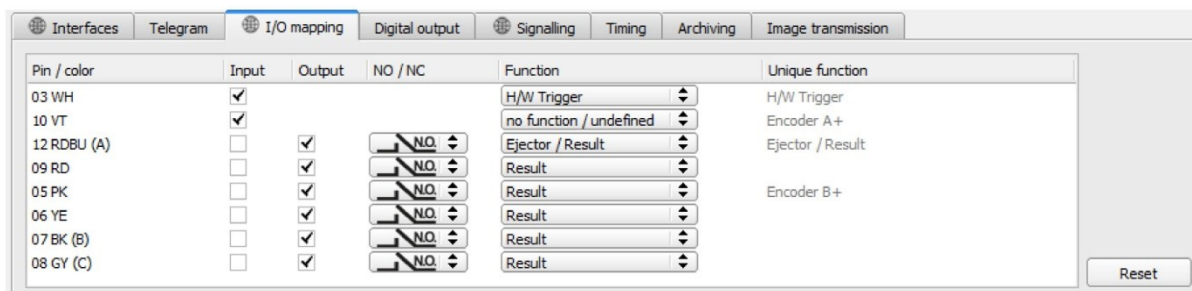 Interfaces Telegram I/O mapping Digital output Signalling Timing Archiving Image transmission
Pin / color Input Output NO / NC Function Unique function
03 WH H/W Trigger H/W Trigger
10 VT no function / undefined Encoder A+
12 RDBU (A) N.O. Ejector / Result Ejector / Result
09 RD N.O. Result
05 PK N.O. Result Encoder B+
06 YE N.O. Result
07 BK (B) N.O. Result
08 GY (C) N.O. Result
Reset